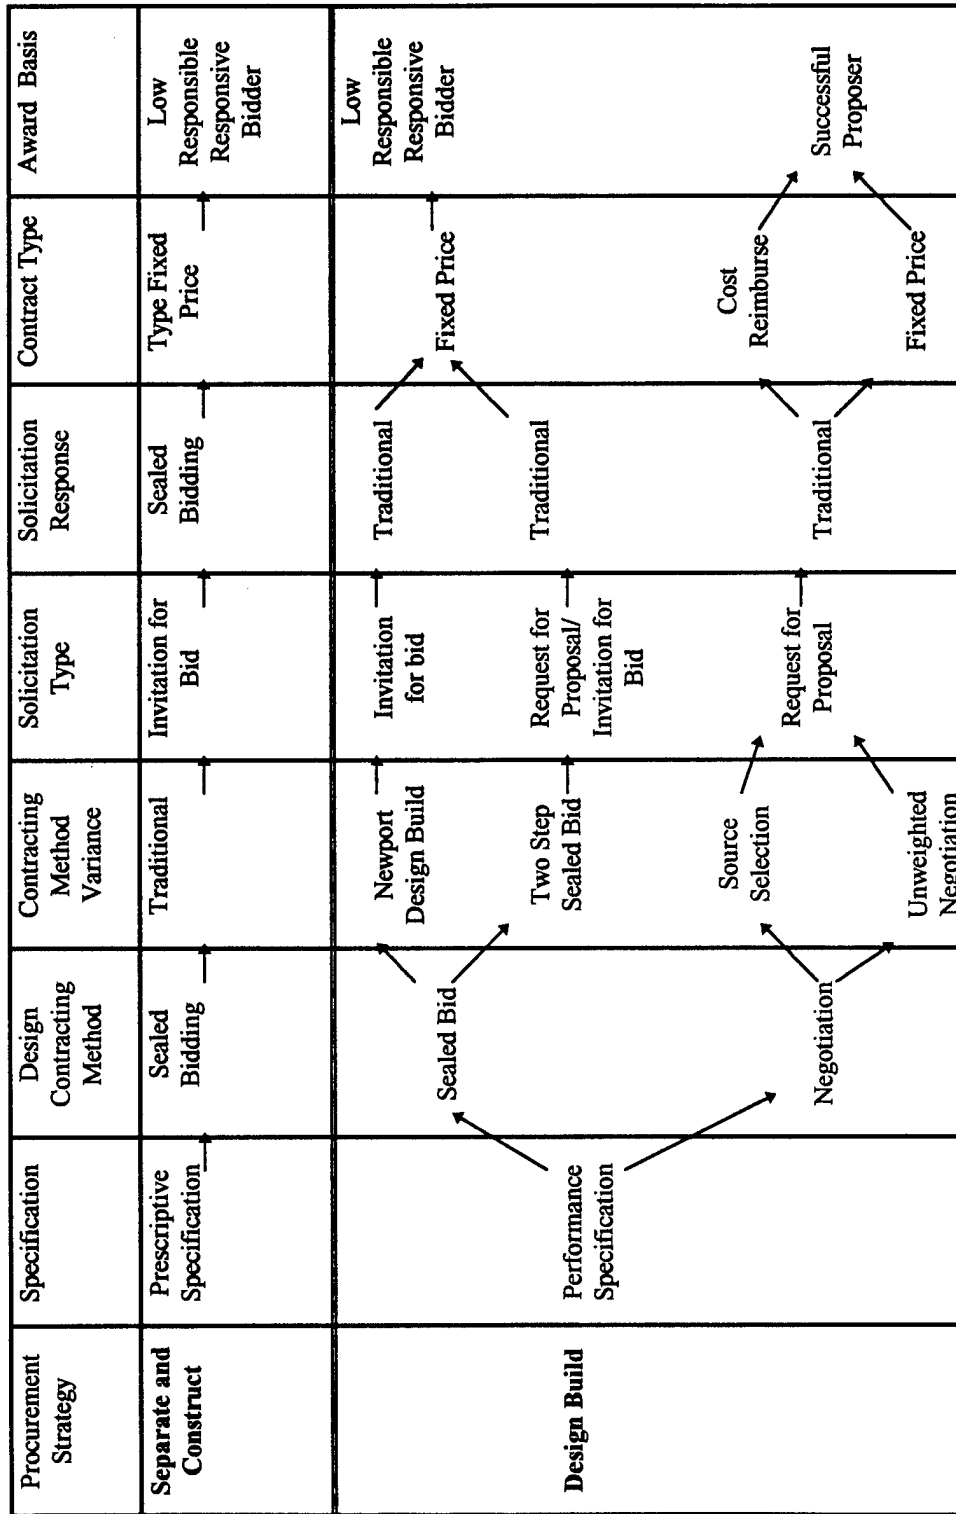 Procurement
Strategy
Specification
Design
Contracting
Method
Contracting
Method
Variance
Solicitation
Type
Solicitation
Response
Contract Type
Award Basis
Separate and
Construct
Prescriptive
Specification
Sealed
Bidding
Traditional
Invitation for
Bid
Sealed
Bidding
Type Fixed
Price
Low
Responsible
Responsive
Bidder
Design Build
Performance
Specification
Sealed Bid
Negotiation
Newport
Design Build
Two Step
Sealed Bid
Source
Selection
Unweighted
Negotiation
Invitation
for bid
Request for
Proposal/
Invitation for
Bid
Request for
Proposal
Traditional
Traditional
Traditional
Fixed Price
Cost
Reimburse
Fixed Price
Low
Responsible
Responsive
Bidder
Successful
Proposer